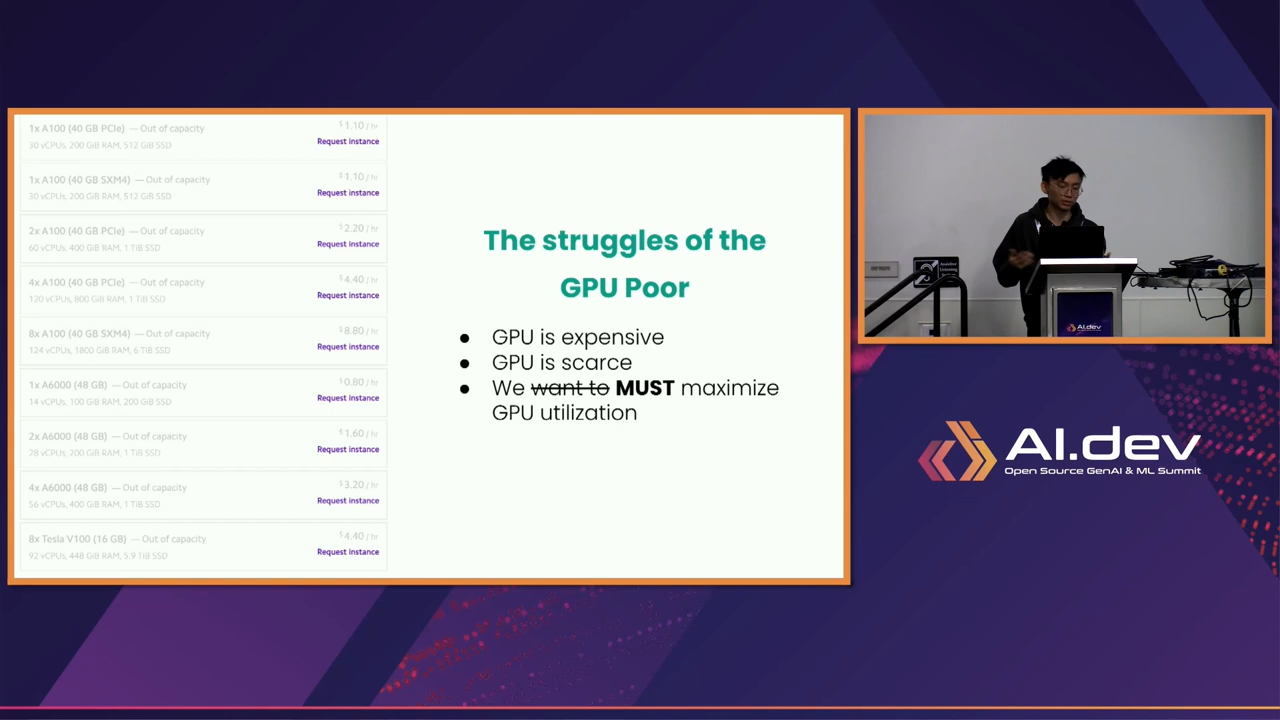 1x A100 (40 GB PCIe) — Out of capacity
$1.10 / hr
30 vCPUs, 200 GiB RAM, 512 GiB SSD
Request instance
1x A100 (40 GB SXM4) — Out of capacity
$1.10 / hr
30 vCPUs, 200 GiB RAM, 512 GiB SSD
Request instance
2x A100 (40 GB PCIe) — Out of capacity
$2.20 / hr
60 vCPUs, 400 GiB RAM, 1 TiB SSD
Request instance
4x A100 (40 GB PCIe) — Out of capacity
$4.40 / hr
120 vCPUs, 800 GiB RAM, 1 TiB SSD
Request instance
8x A100 (40 GB SXM4) — Out of capacity
$8.80 / hr
124 vCPUs, 1800 GiB RAM, 6 TiB SSD
Request instance
1x A6000 (48 GB) — Out of capacity
$0.80 / hr
14 vCPUs, 100 GiB RAM, 200 GiB SSD
Request instance
2x A6000 (48 GB) — Out of capacity
$1.60 / hr
28 vCPUs, 200 GiB RAM, 1 TiB SSD
Request instance
4x A6000 (48 GB) — Out of capacity
$3.20 / hr
56 vCPUs, 400 GiB RAM, 1 TiB SSD
Request instance
8x Tesla V100 (16 GB) — Out of capacity
$4.40 / hr
92 vCPUs, 448 GiB RAM, 5.9 TiB SSD
Request instance
The struggles of the
GPU Poor
● GPU is expensive
● GPU is scarce
● We want to MUST maximize
GPU utilization
Assistive
Listening
AI.dev
AI.dev
Open Source GenAI & ML Summit